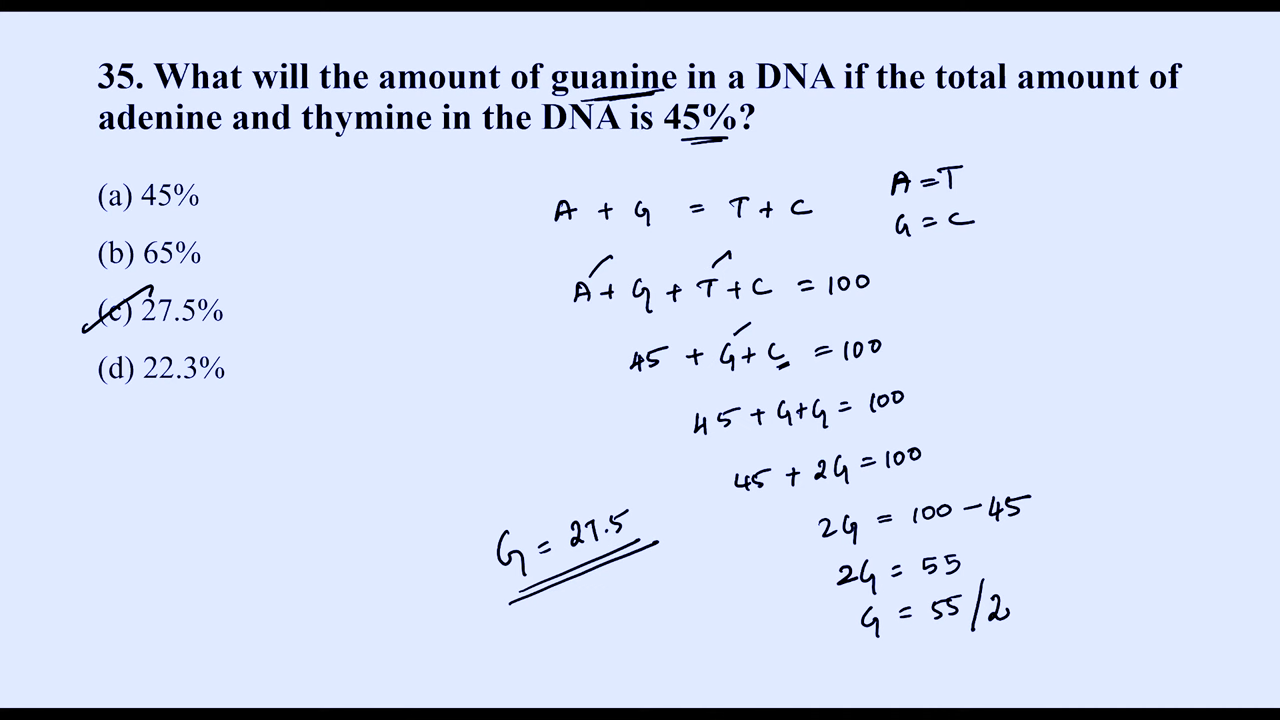 35. What will the amount of guanine in a DNA if the total amount of
adenine and thymine in the DNA is 45%?
(a) 45%
(b) 65%
(c) 27.5%
(d) 22.3%
A = T
G = C
A + G = T + C
A + G + T + C = 100
45 + G + C = 100
45 + G + G = 100
45 + 2G = 100
2G = 100 - 45
2G = 55
G = 55/2
G = 27.5